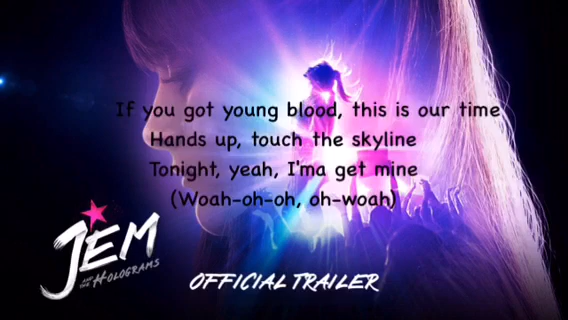 If you got young blood, this is our time
Hands up, touch the skyline
Tonight, yeah, I'ma get mine
(Woah-oh-oh, oh-woah)
JEM
AND THE HOLOGRAMS
OFFICIAL TRAILER